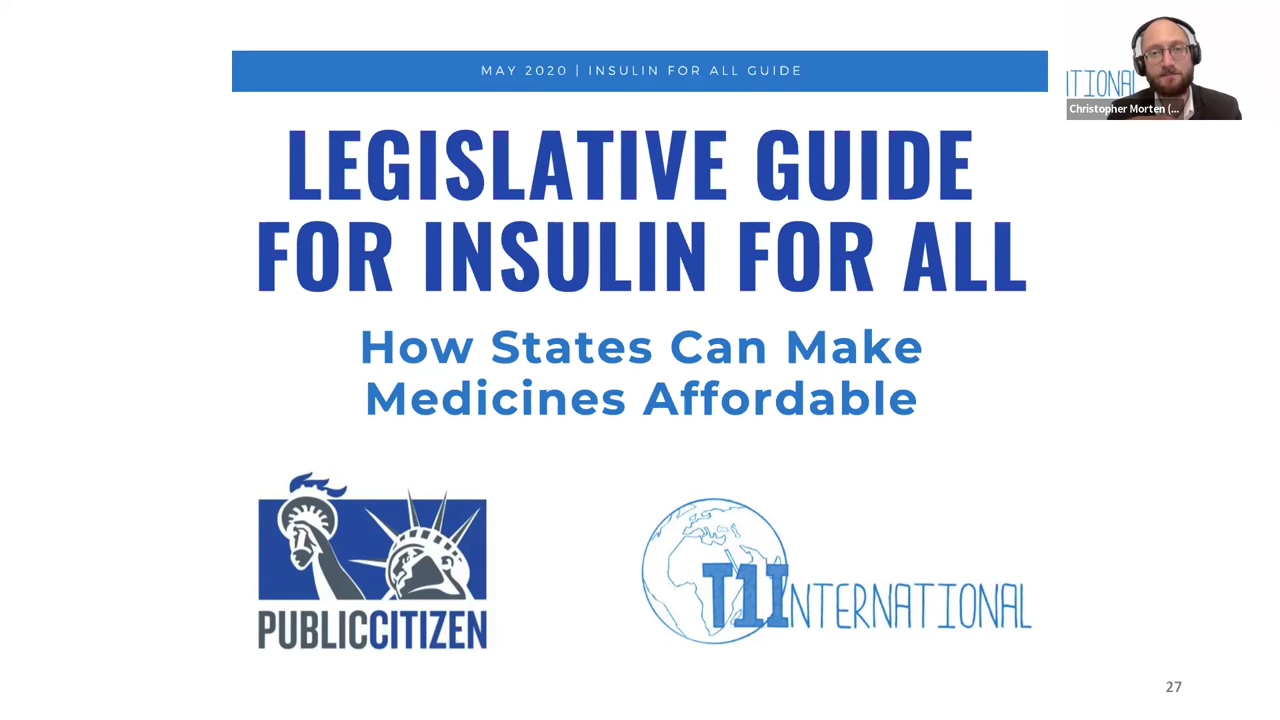 MAY 2020 | INSULIN FOR ALL GUIDE
ITIONAL
Christopher Morten (...
LEGISLATIVE GUIDE
FOR INSULIN FOR ALL
How States Can Make
Medicines Affordable
PUBLICCITIZEN
T1INTERNATIONAL
27